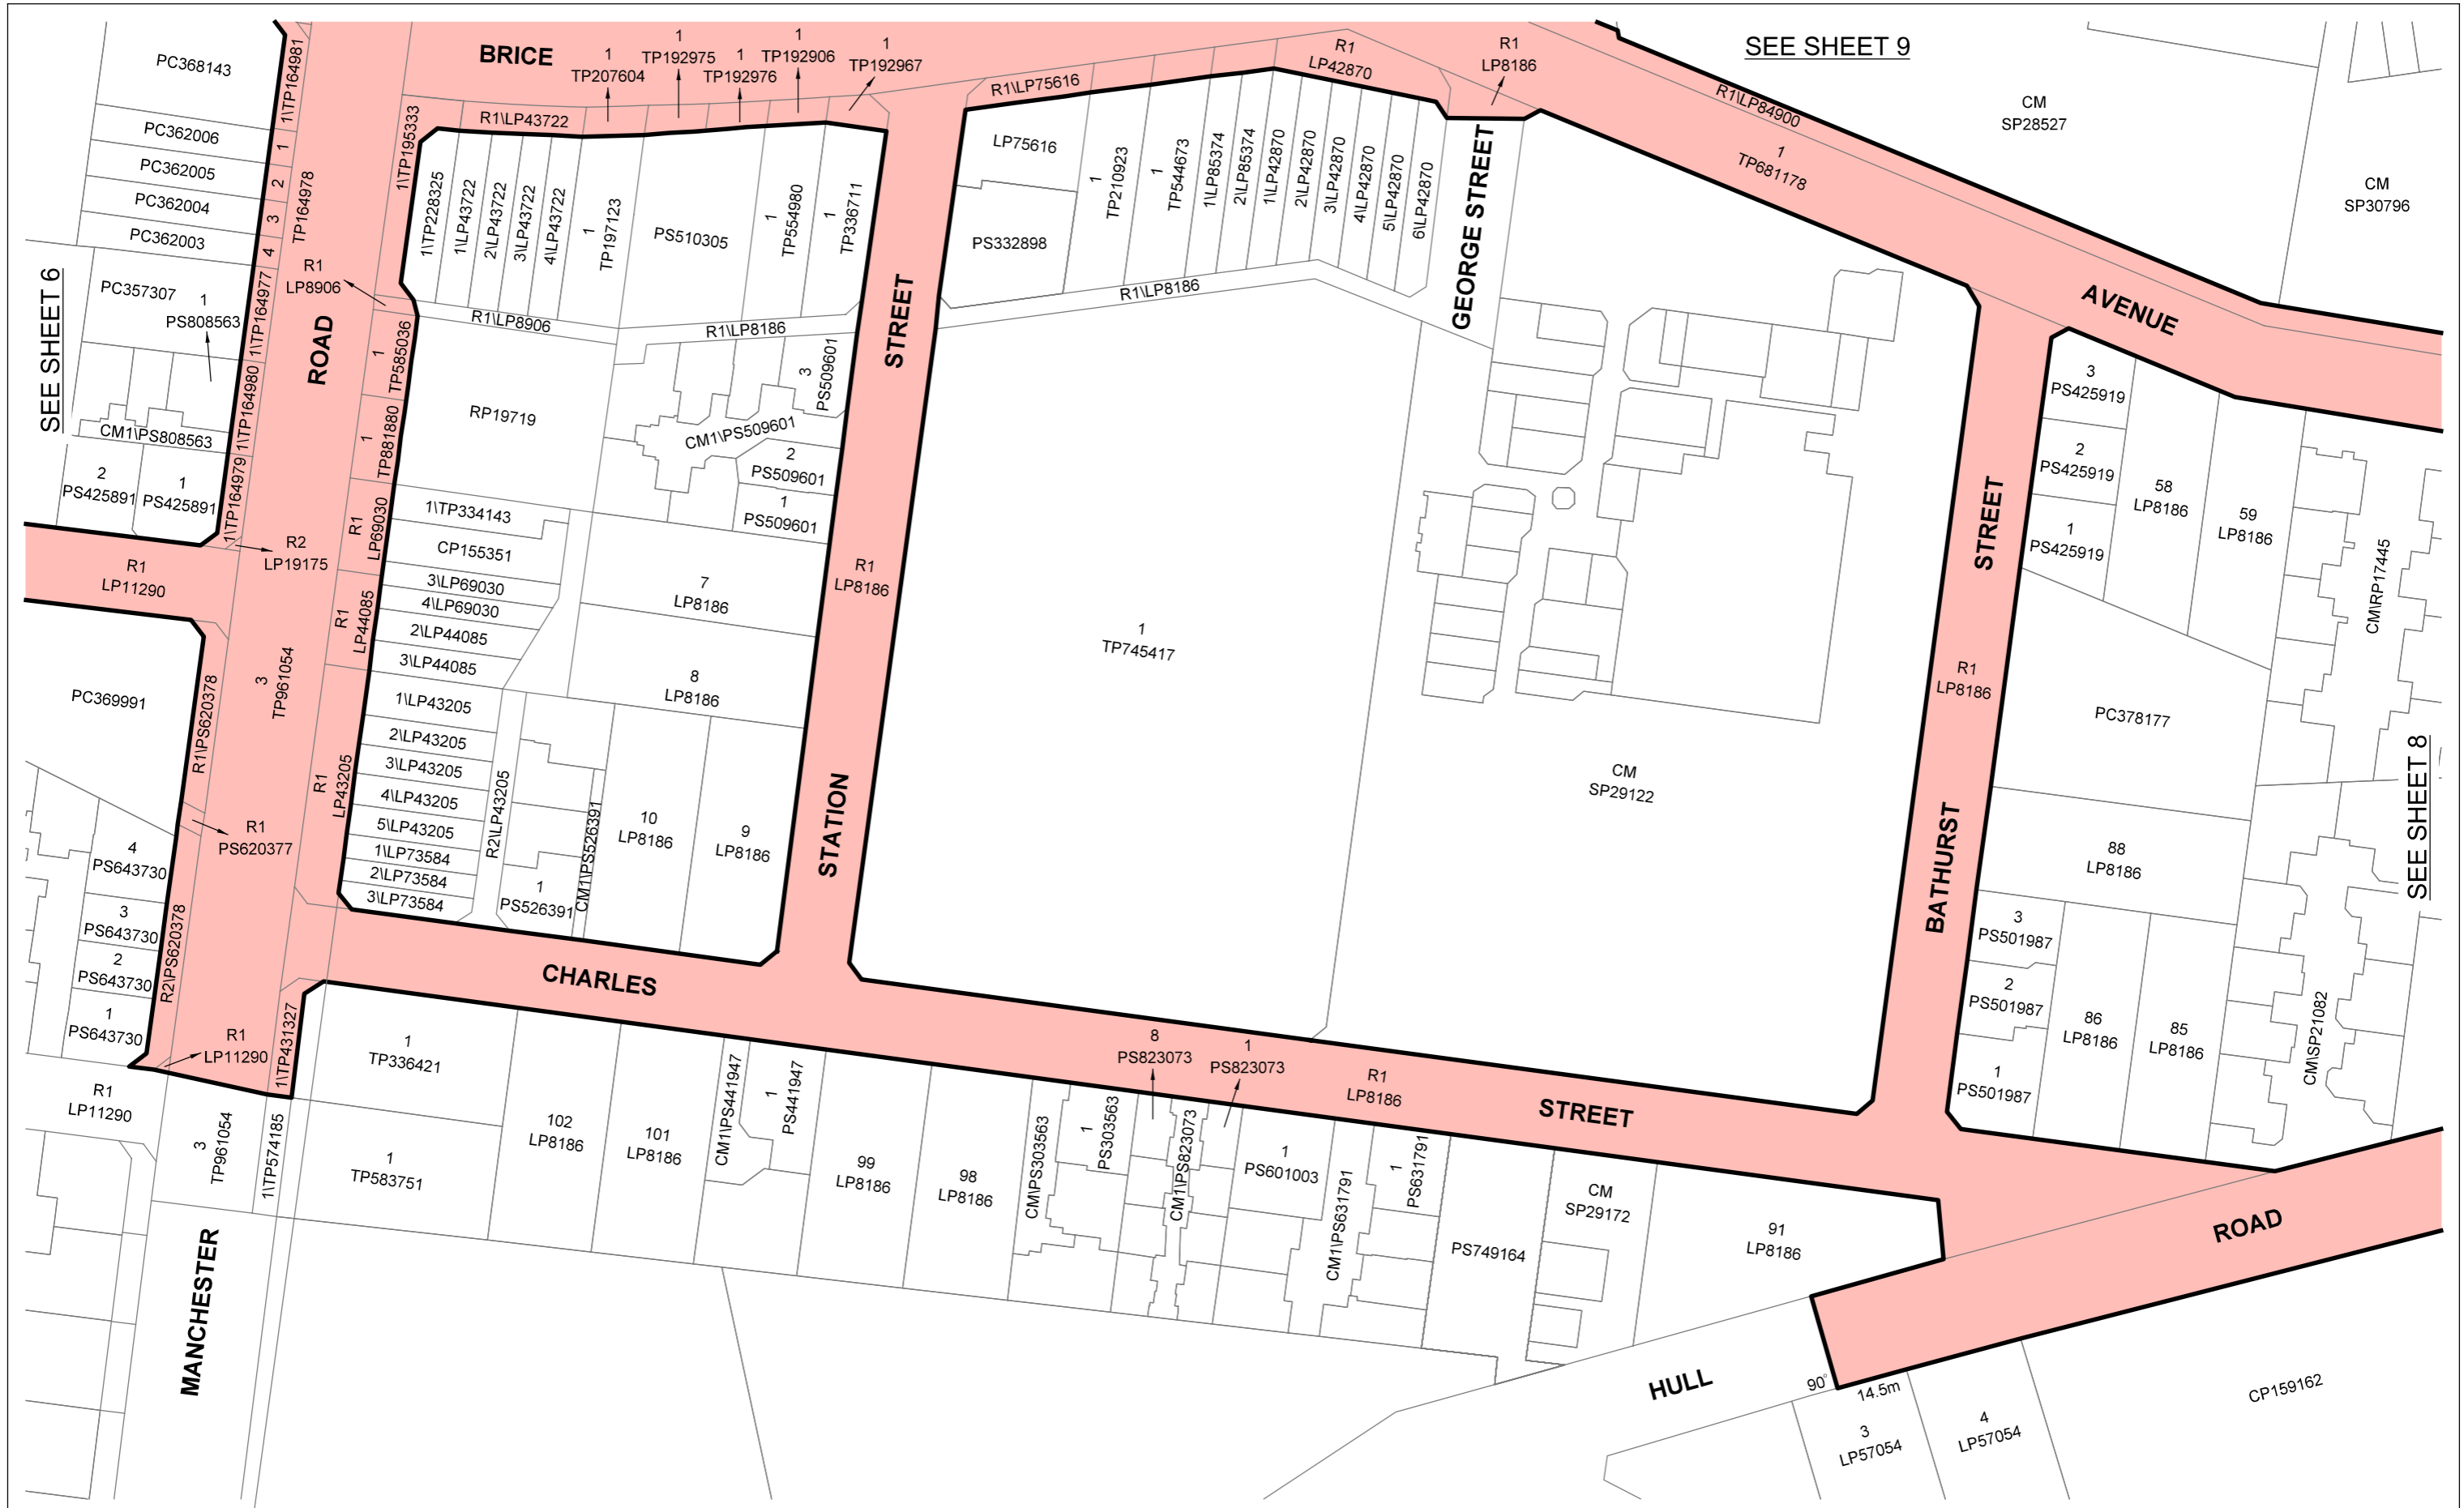 SEE SHEET 9
BRICE
AVENUE
1
TP207604
1
TP192975
1
TP192976
1
TP192906
1
TP192967
R1
LP42870
R1
LP8186
R1\LP84900
1
TP681178
CM
SP28527
CM
SP30796
PC368143
PC362006
PC362005
PC362004
PC362003
PC357307
1
PS808563
CM1\PS808563
2
PS425891
1
PS425891
SEE SHEET 6
1\TP164981
1
2
3
4
TP164978
1\TP164977
1\TP164980
1\TP164979
1\TP195333
R1
LP8906
ROAD
1
TP585036
1
TP881880
R1
LP69030
R1
LP44085
R1
LP43205
R2
LP19175
R1
LP11290
3
TP961054
PC369991
R1\PS620378
R1
PS620377
R2\PS620378
4
PS643730
3
PS643730
2
PS643730
1
PS643730
R1
LP11290
R1
LP11290
3
TP961054
1\TP574185
1\TP431327
MANCHESTER
R1\LP43722
1\TP228325
1\LP43722
2\LP43722
3\LP43722
4\LP43722
1
TP197123
PS510305
1
TP554980
1
TP336711
R1\LP8906
R1\LP8186
RP19719
3
PS509601
CM1\PS509601
2
PS509601
1
PS509601
1\TP334143
CP155351
3\LP69030
4\LP69030
2\LP44085
3\LP44085
1\LP43205
2\LP43205
3\LP43205
4\LP43205
5\LP43205
1\LP73584
2\LP73584
3\LP73584
R2\LP43205
7
LP8186
8
LP8186
1
PS526391
CM1\PS526391
10
LP8186
9
LP8186
STREET
R1
LP8186
STATION
R1\LP75616
LP75616
PS332898
1
TP210923
1
TP544673
1\LP85374
2\LP85374
1\LP42870
2\LP42870
3\LP42870
4\LP42870
5\LP42870
6\LP42870
R1\LP8186
GEORGE STREET
1
TP745417
CM
SP29122
STREET
R1
LP8186
BATHURST
3
PS425919
2
PS425919
1
PS425919
58
LP8186
59
LP8186
CM\RP17445
PC378177
88
LP8186
SEE SHEET 8
3
PS501987
2
PS501987
1
PS501987
86
LP8186
85
LP8186
CM\SP21082
CHARLES
STREET
R1
LP8186
1
TP336421
1
TP583751
102
LP8186
101
LP8186
CM1\PS441947
1
PS441947
99
LP8186
98
LP8186
CM\PS303563
1
PS303563
8
PS823073
1
PS823073
CM1\PS823073
1
PS601003
CM1\PS631791
1
PS631791
PS749164
CM
SP29172
91
LP8186
HULL
ROAD
90°
14.5m
3
LP57054
4
LP57054
CP159162